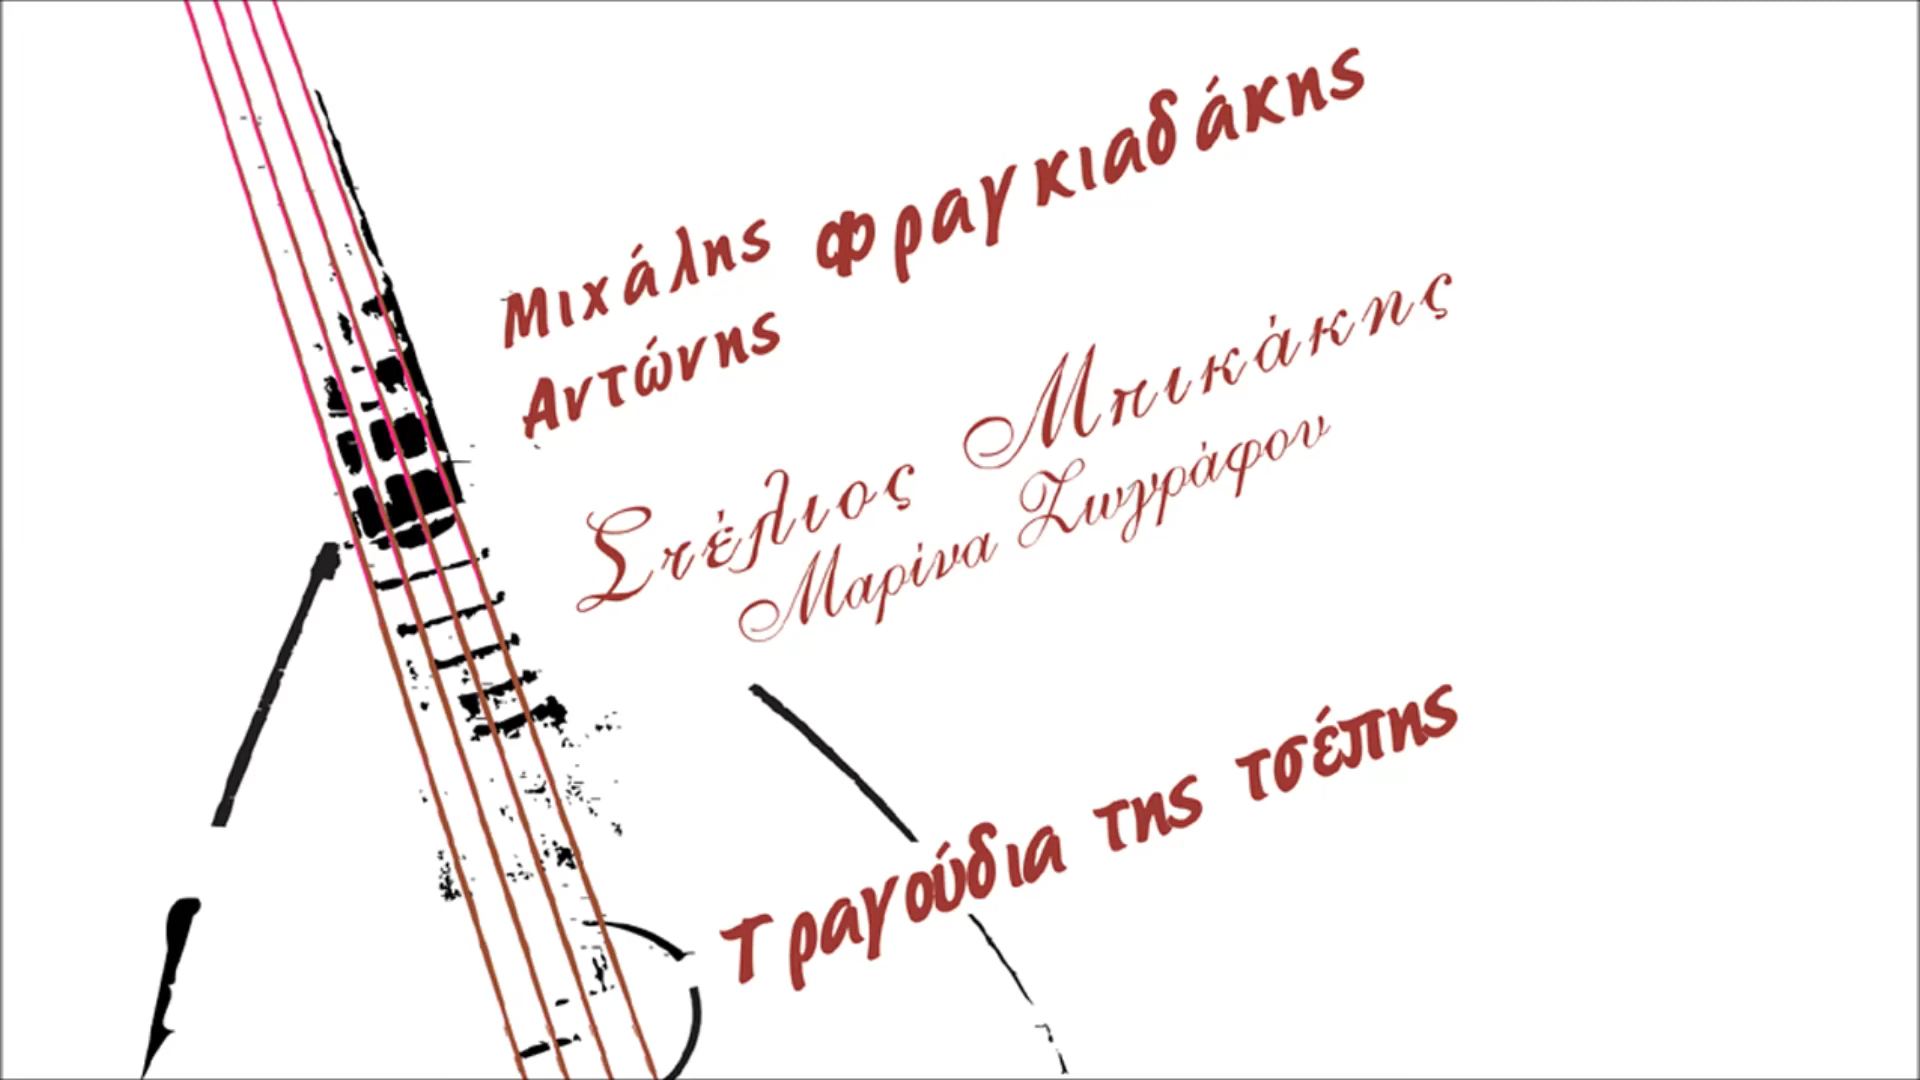 Μιχάλης Φραγκιαδάκης
Αντώνης
Στέλιος Μπικάκης
Μαρίνα Ζωγράφου
Τραγούδια της τσέπης